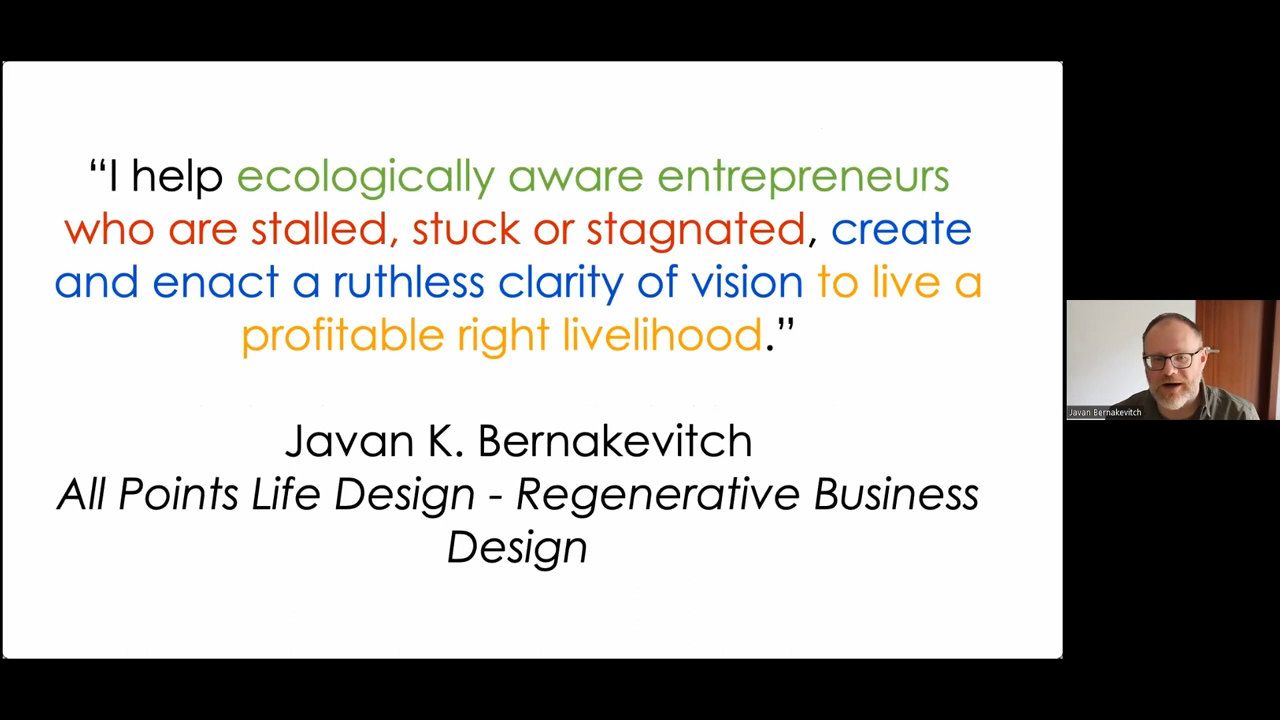 “I help ecologically aware entrepreneurs
who are stalled, stuck or stagnated, create
and enact a ruthless clarity of vision to live a
profitable right livelihood.”
Javan K. Bernakevitch
All Points Life Design - Regenerative Business
Design
Javan Bernakevitch